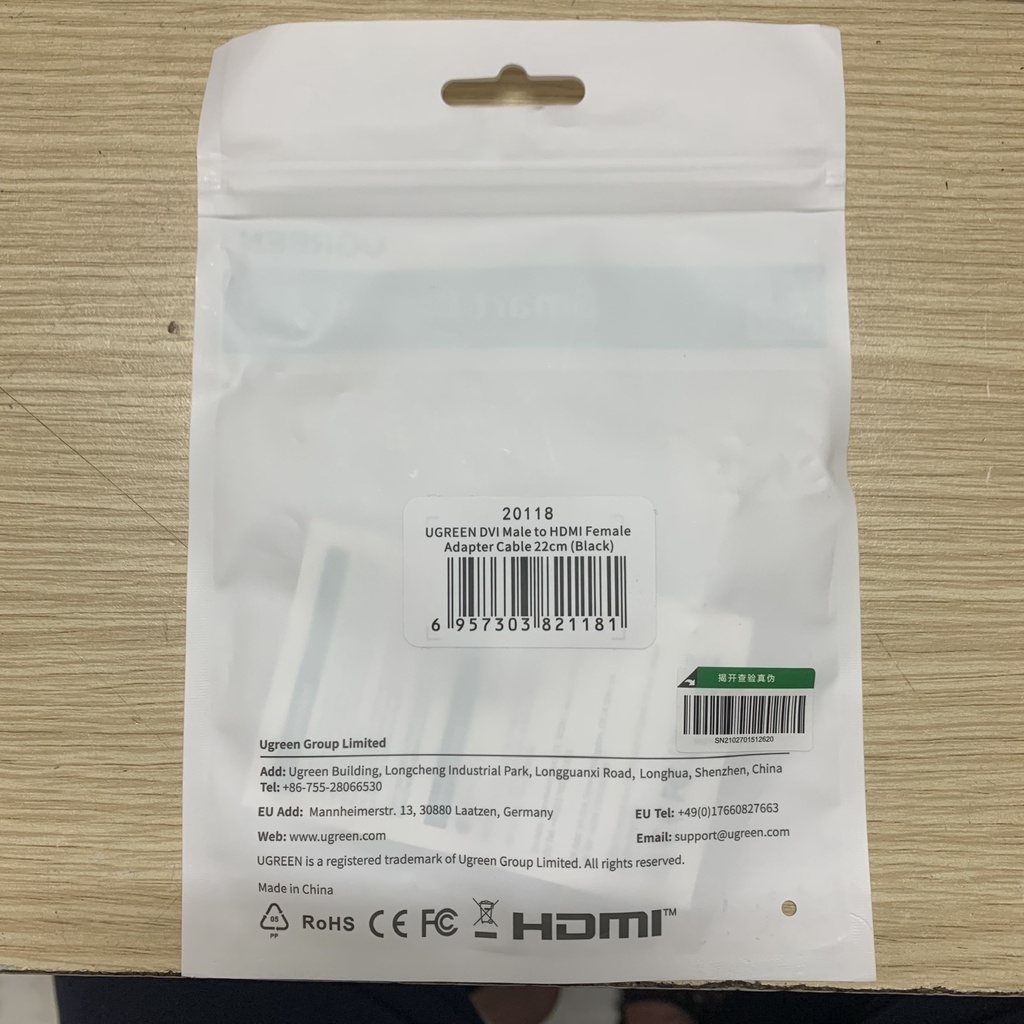 20118
UGREEN DVI Male to HDMI Female
Adapter Cable 22cm (Black)
6 957303 821181
揭开查验真伪
SN2102701512620
Ugreen Group Limited
Add: Ugreen Building, Longcheng Industrial Park, Longguanxi Road, Longhua, Shenzhen, China
Tel: +86-755-28066530
EU Add: Mannheimerstr. 13, 30880 Laatzen, Germany EU Tel: +49(0)17660827663
Web: www.ugreen.com Email: support@ugreen.com
UGREEN is a registered trademark of Ugreen Group Limited. All rights reserved.
Made in China
05
PP
RoHS CE FC HDMI™